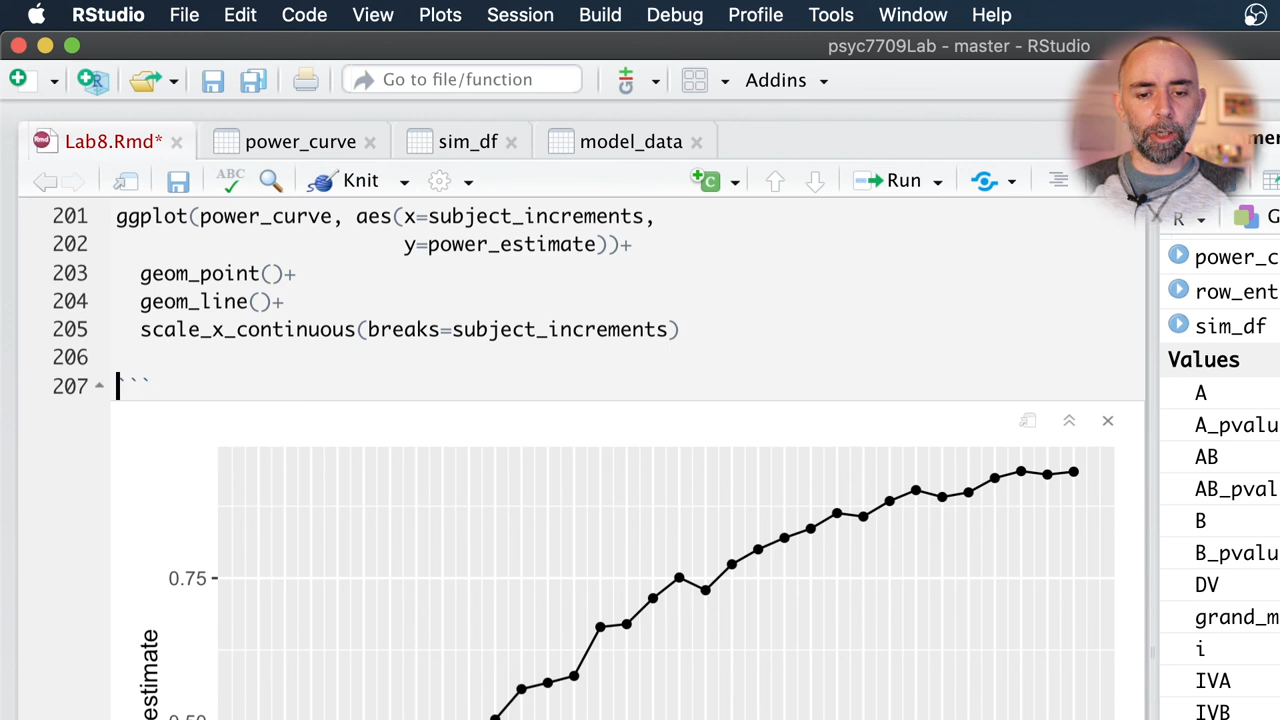 RStudio File Edit Code View Plots Session Build Debug Profile Tools Window Help
psyc7709Lab - master - RStudio
Go to file/function Addins
Lab8.Rmd* power_curve sim_df model_data
ABC Knit Run
201 ggplot(power_curve, aes(x=subject_increments,
202 y=power_estimate))+
203 geom_point()+
204 geom_line()+
205 scale_x_continuous(breaks=subject_increments)
206
207 ```
0.75
estimate
0.50
R
power_c
row_ent
sim_df
Values
A
A_pvalu
AB
AB_pval
B
B_pvalu
DV
grand_m
i
IVA
IVB